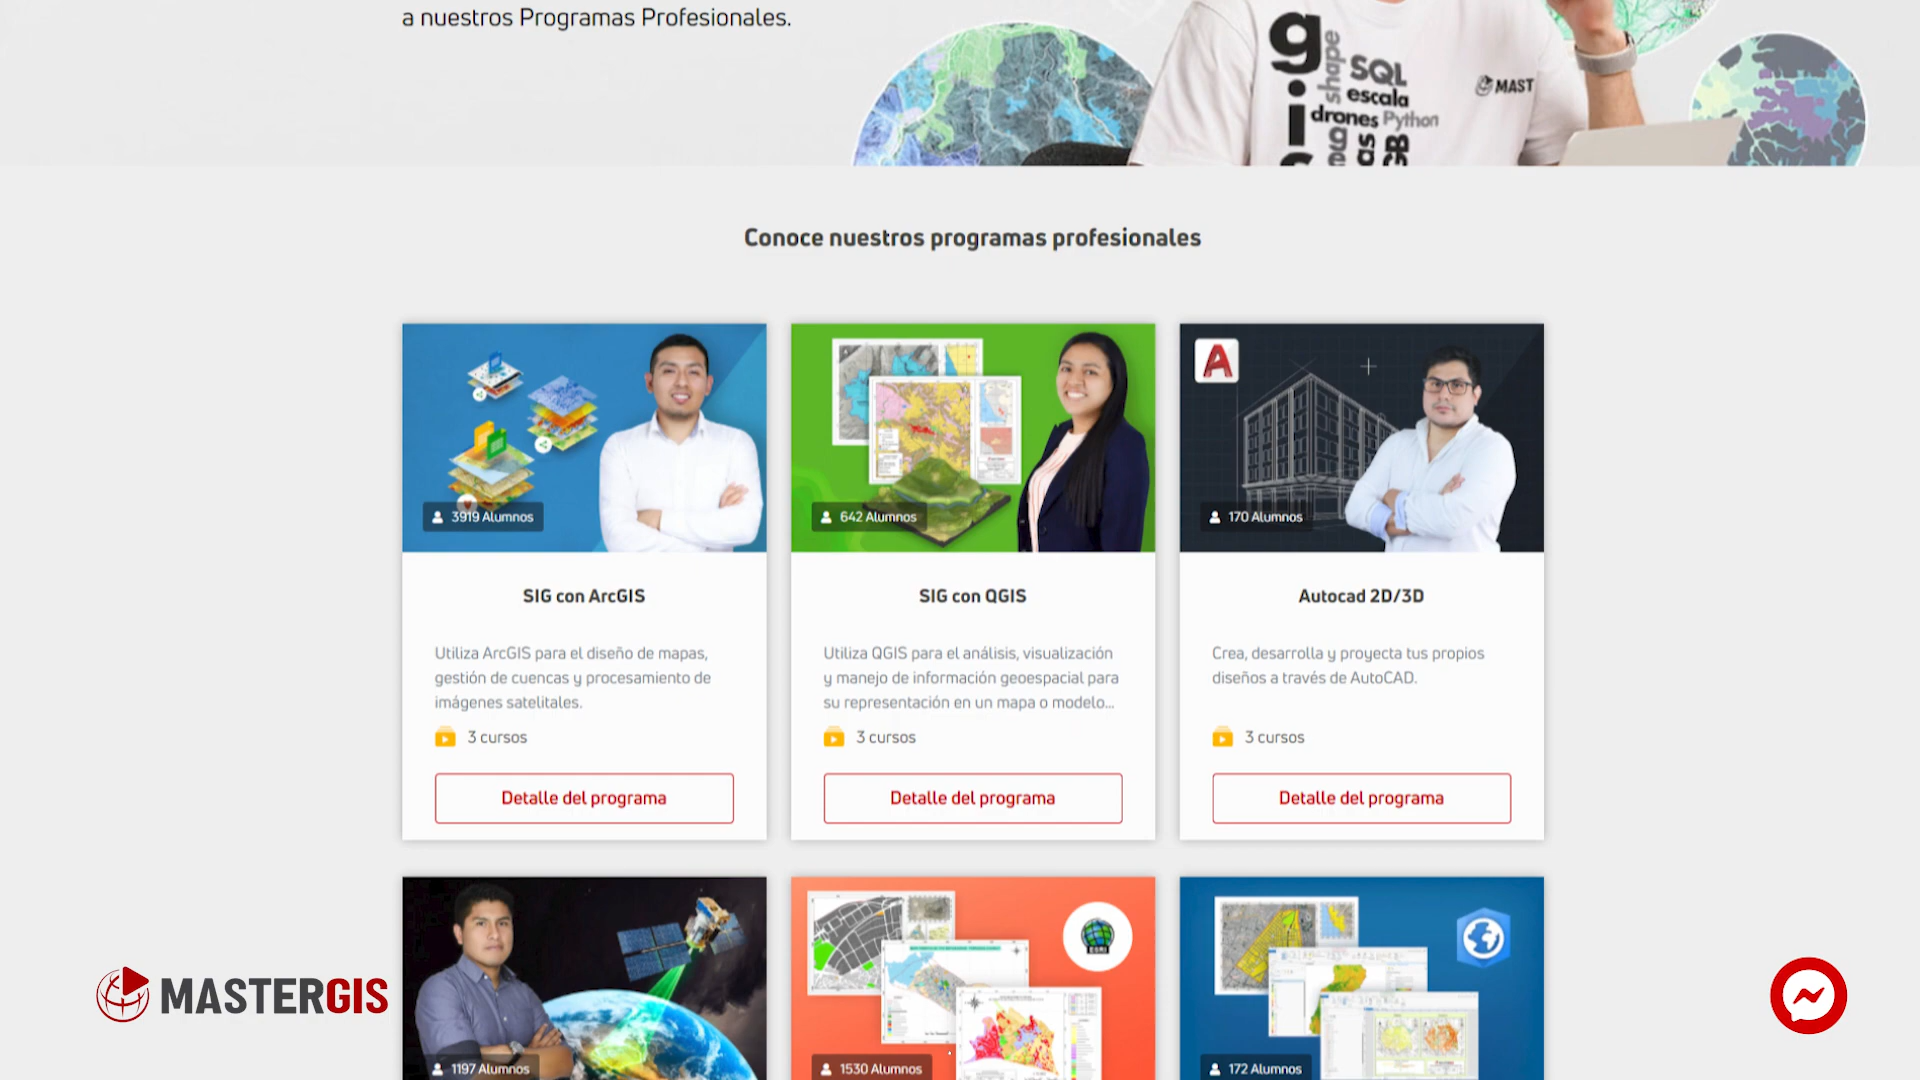 a nuestros Programas Profesionales.
g
shape
SQL
escala
drones Python
as
GB
MAST
Conoce nuestros programas profesionales
3919 Alumnos
642 Alumnos
A
170 Alumnos
SIG con ArcGIS
Utiliza ArcGIS para el diseño de mapas,
gestión de cuencas y procesamiento de
imágenes satelitales.
3 cursos
Detalle del programa
SIG con QGIS
Utiliza QGIS para el análisis, visualización
y manejo de información geoespacial para
su representación en un mapa o modelo...
3 cursos
Detalle del programa
Autocad 2D/3D
Crea, desarrolla y proyecta tus propios
diseños a través de AutoCAD.
3 cursos
Detalle del programa
1197 Alumnos
1530 Alumnos
172 Alumnos
MASTERGIS